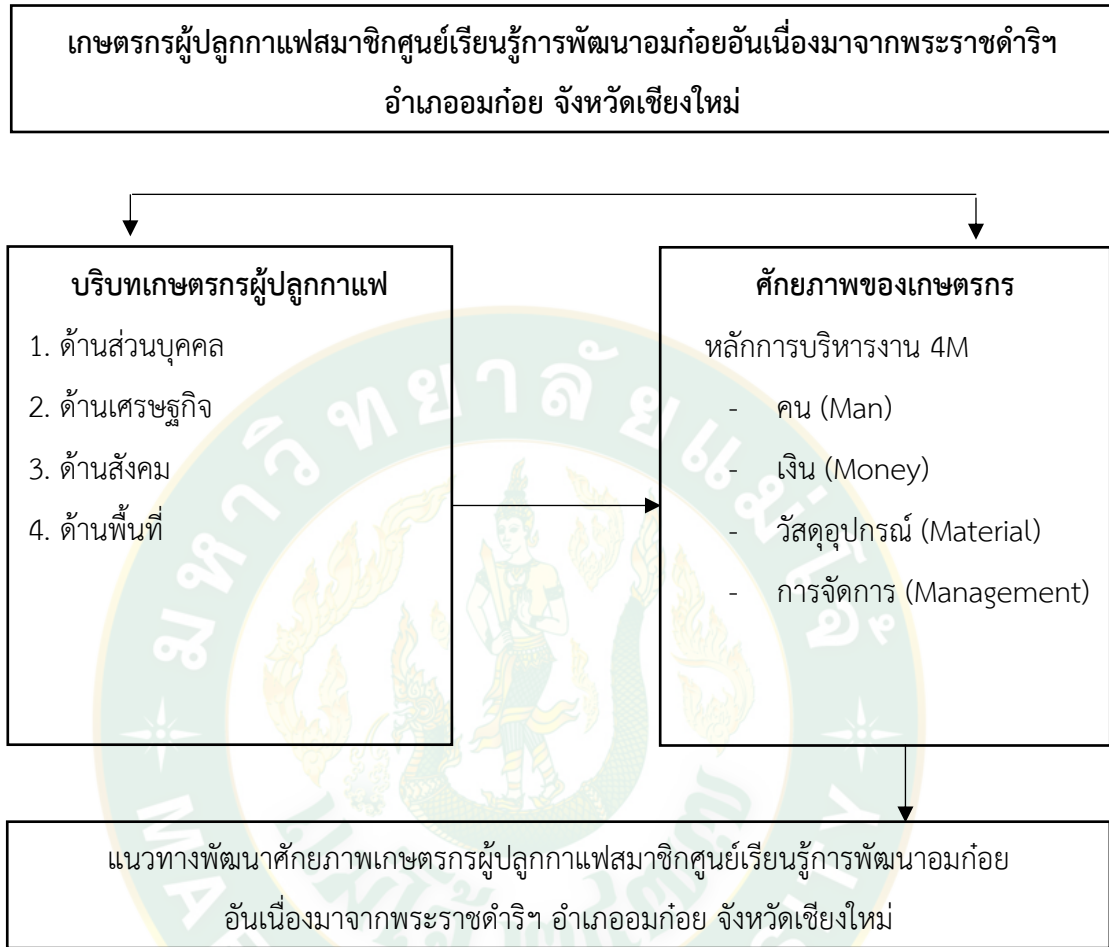 เกษตรกรผู้ปลูกกาแฟสมาชิกศูนย์เรียนรู้การพัฒนาอมก๋อยอันเนื่องมาจากพระราชดำริฯ
อำเภออมก๋อย จังหวัดเชียงใหม่
บริบทเกษตรกรผู้ปลูกกาแฟ
1. ด้านส่วนบุคคล
2. ด้านเศรษฐกิจ
3. ด้านสังคม
4. ด้านพื้นที่
ศักยภาพของเกษตรกร
หลักการบริหารงาน 4M
- คน (Man)
- เงิน (Money)
- วัสดุอุปกรณ์ (Material)
- การจัดการ (Management)
แนวทางพัฒนาศักยภาพเกษตรกรผู้ปลูกกาแฟสมาชิกศูนย์เรียนรู้การพัฒนาอมก๋อย
อันเนื่องมาจากพระราชดำริฯ อำเภออมก๋อย จังหวัดเชียงใหม่
มหาวิทยาลัยแม่โจ้